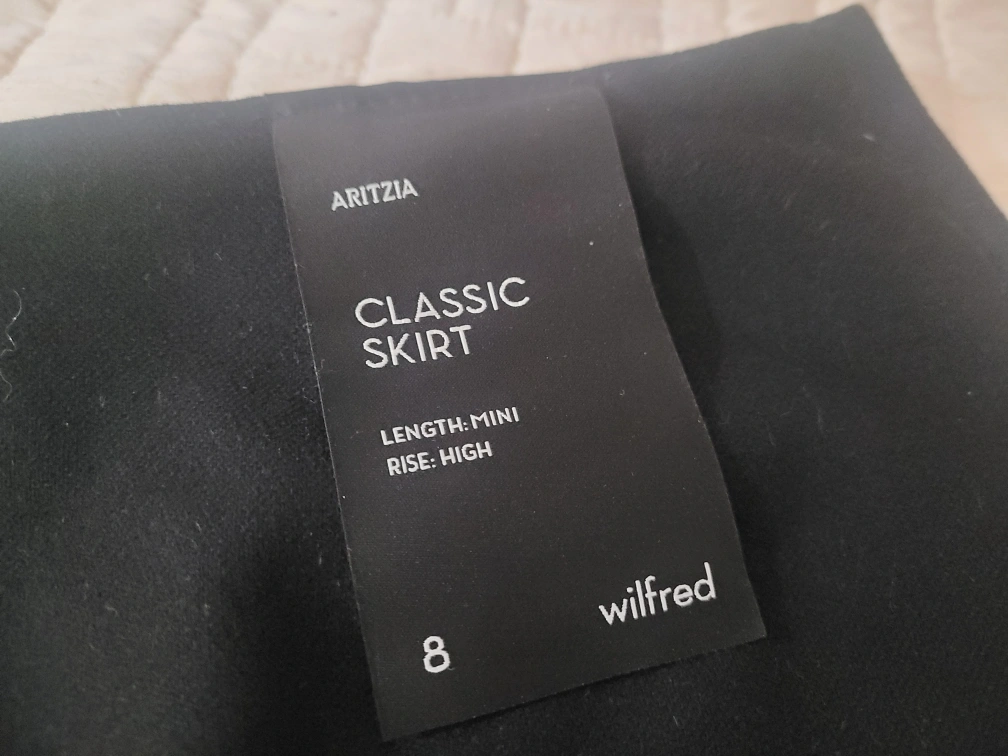 ARITZIA
CLASSIC
SKIRT
LENGTH: MINI
RISE: HIGH
wilfred
8